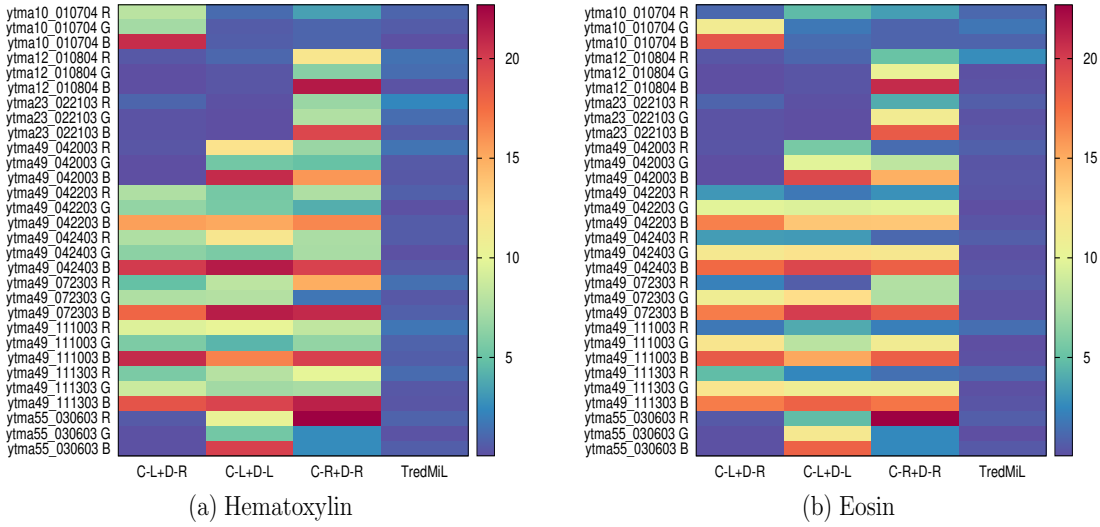 ytma10_010704 R
ytma10_010704 G
ytma10_010704 B
ytma12_010804 R
ytma12_010804 G
ytma12_010804 B
ytma23_022103 R
ytma23_022103 G
ytma23_022103 B
ytma49_042003 R
ytma49_042003 G
ytma49_042003 B
ytma49_042203 R
ytma49_042203 G
ytma49_042203 B
ytma49_042403 R
ytma49_042403 G
ytma49_042403 B
ytma49_072303 R
ytma49_072303 G
ytma49_072303 B
ytma49_111003 R
ytma49_111003 G
ytma49_111003 B
ytma49_111303 R
ytma49_111303 G
ytma49_111303 B
ytma55_030603 R
ytma55_030603 G
ytma55_030603 B
C-L+D-R C-L+D-L C-R+D-R TredMiL
20
15
10
5
(a) Hematoxylin
ytma10_010704 R
ytma10_010704 G
ytma10_010704 B
ytma12_010804 R
ytma12_010804 G
ytma12_010804 B
ytma23_022103 R
ytma23_022103 G
ytma23_022103 B
ytma49_042003 R
ytma49_042003 G
ytma49_042003 B
ytma49_042203 R
ytma49_042203 G
ytma49_042203 B
ytma49_042403 R
ytma49_042403 G
ytma49_042403 B
ytma49_072303 R
ytma49_072303 G
ytma49_072303 B
ytma49_111003 R
ytma49_111003 G
ytma49_111003 B
ytma49_111303 R
ytma49_111303 G
ytma49_111303 B
ytma55_030603 R
ytma55_030603 G
ytma55_030603 B
C-L+D-R C-L+D-L C-R+D-R TredMiL
20
15
10
5
(b) Eosin